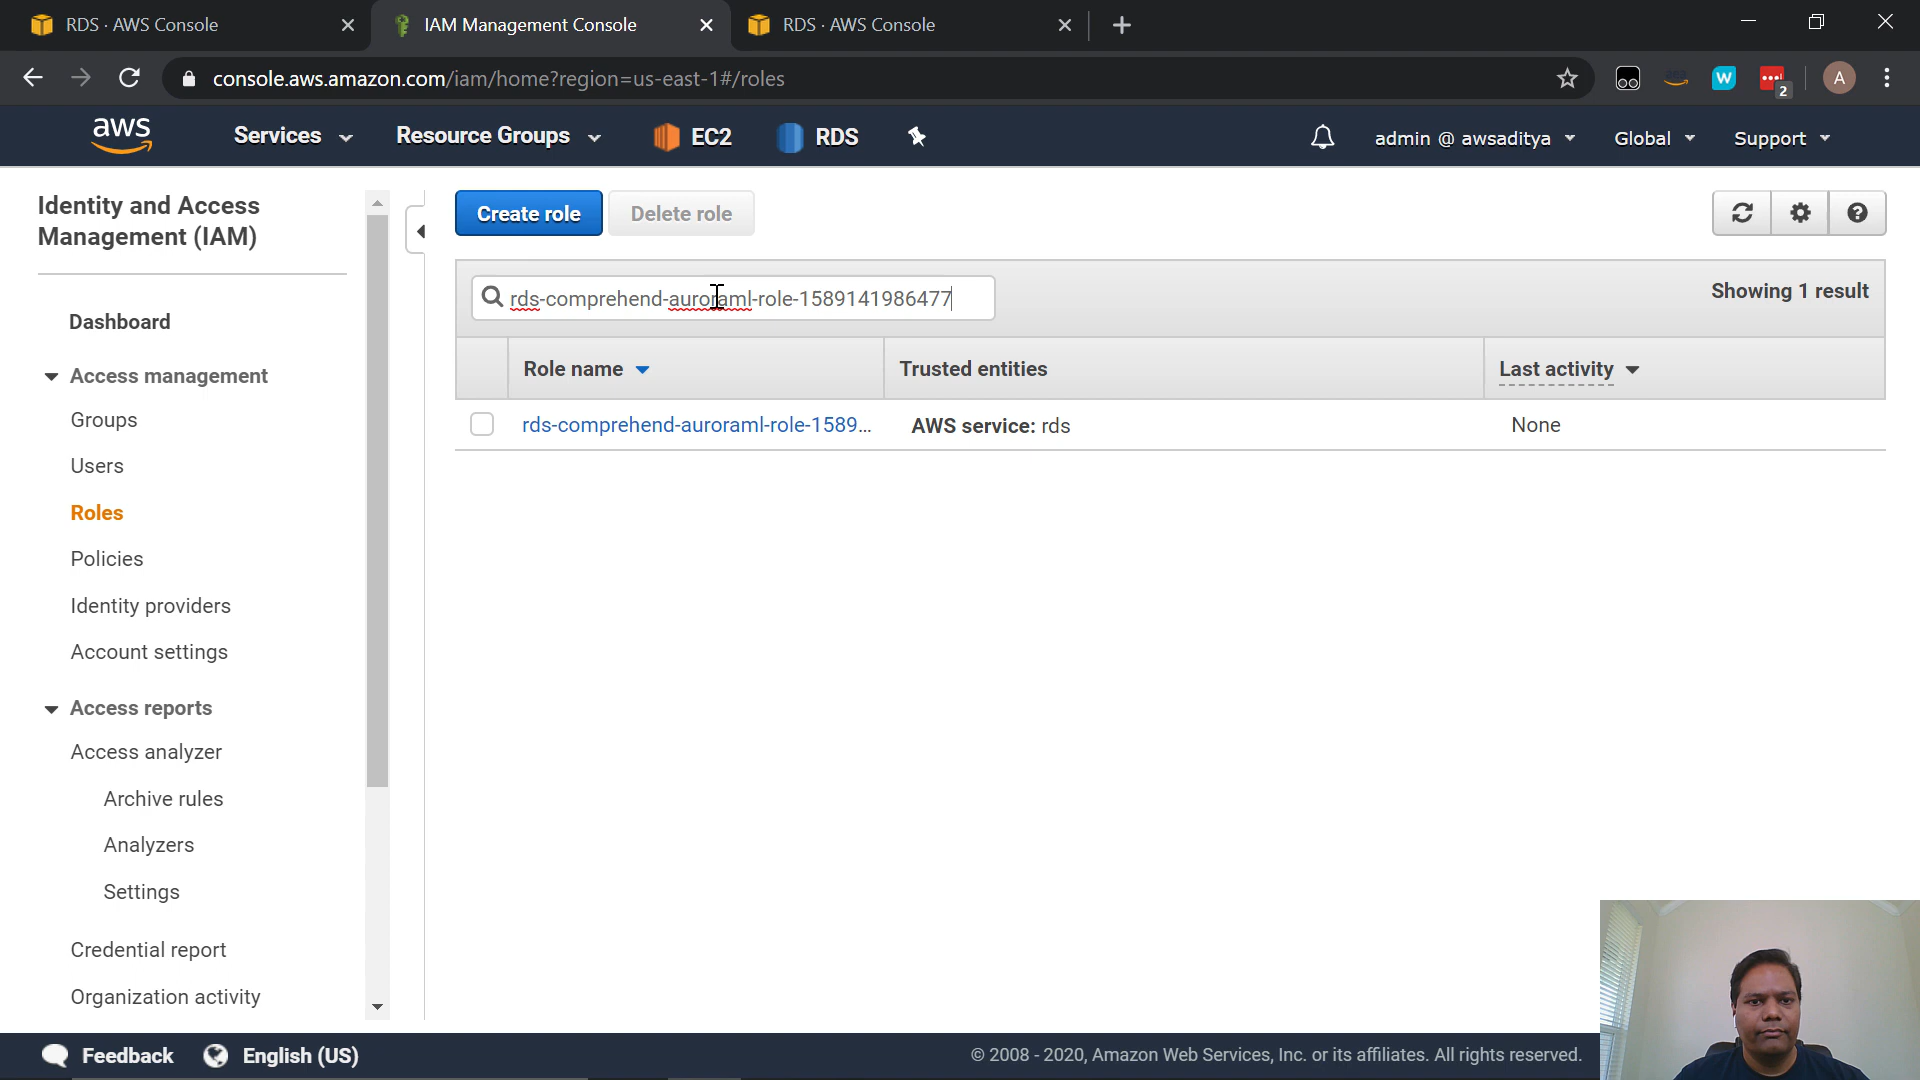 RDS · AWS Console
IAM Management Console
RDS · AWS Console
console.aws.amazon.com/iam/home?region=us-east-1#/roles
W
2
A
aws
Services
Resource Groups
EC2
RDS
admin @ awsaditya
Global
Support
Identity and Access
Management (IAM)
Dashboard
Access management
Groups
Users
Roles
Policies
Identity providers
Account settings
Access reports
Access analyzer
Archive rules
Analyzers
Settings
Credential report
Organization activity
Create role
Delete role
rds-comprehend-auroraml-role-1589141986477
Showing 1 result
Role name
Trusted entities
Last activity
rds-comprehend-auroraml-role-1589...
AWS service: rds
None
Feedback
English (US)
© 2008 - 2020, Amazon Web Services, Inc. or its affiliates. All rights reserved.